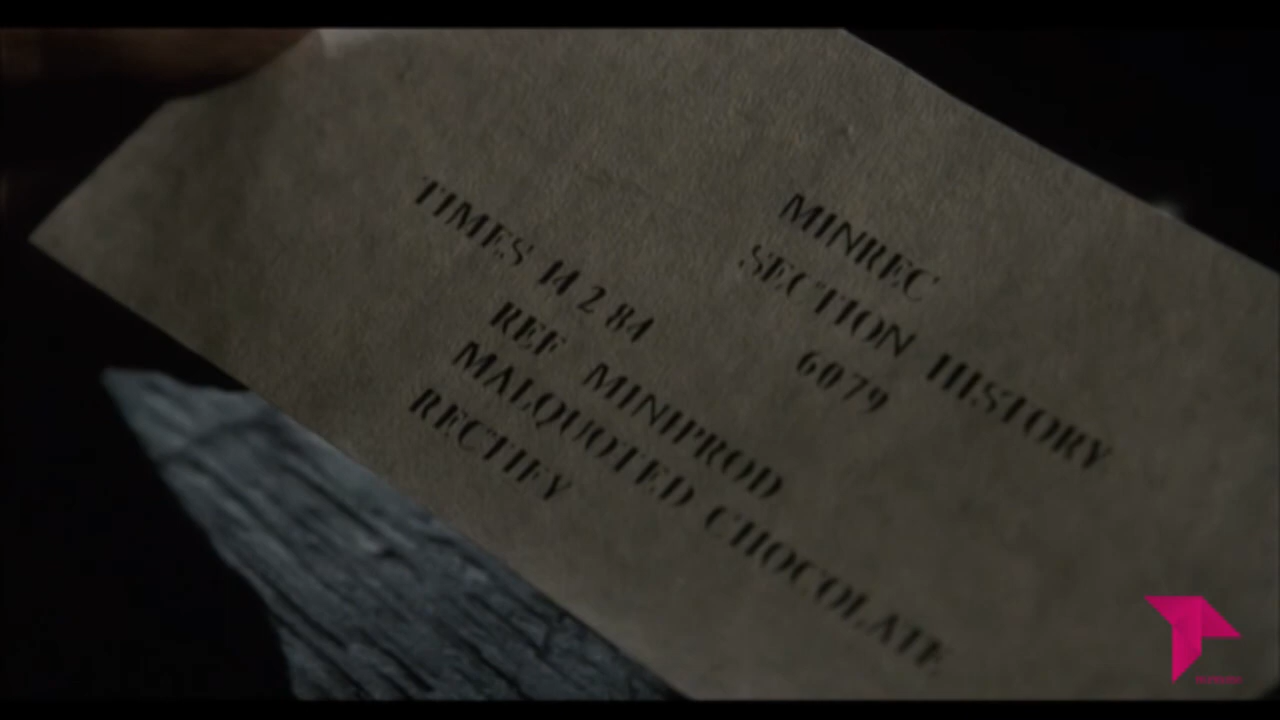 MINREC
SECTION HISTORY
6079
TIMES 14 2 84
REF MINIPROD
MALQUOTED CHOCOLATE
RECTIFY